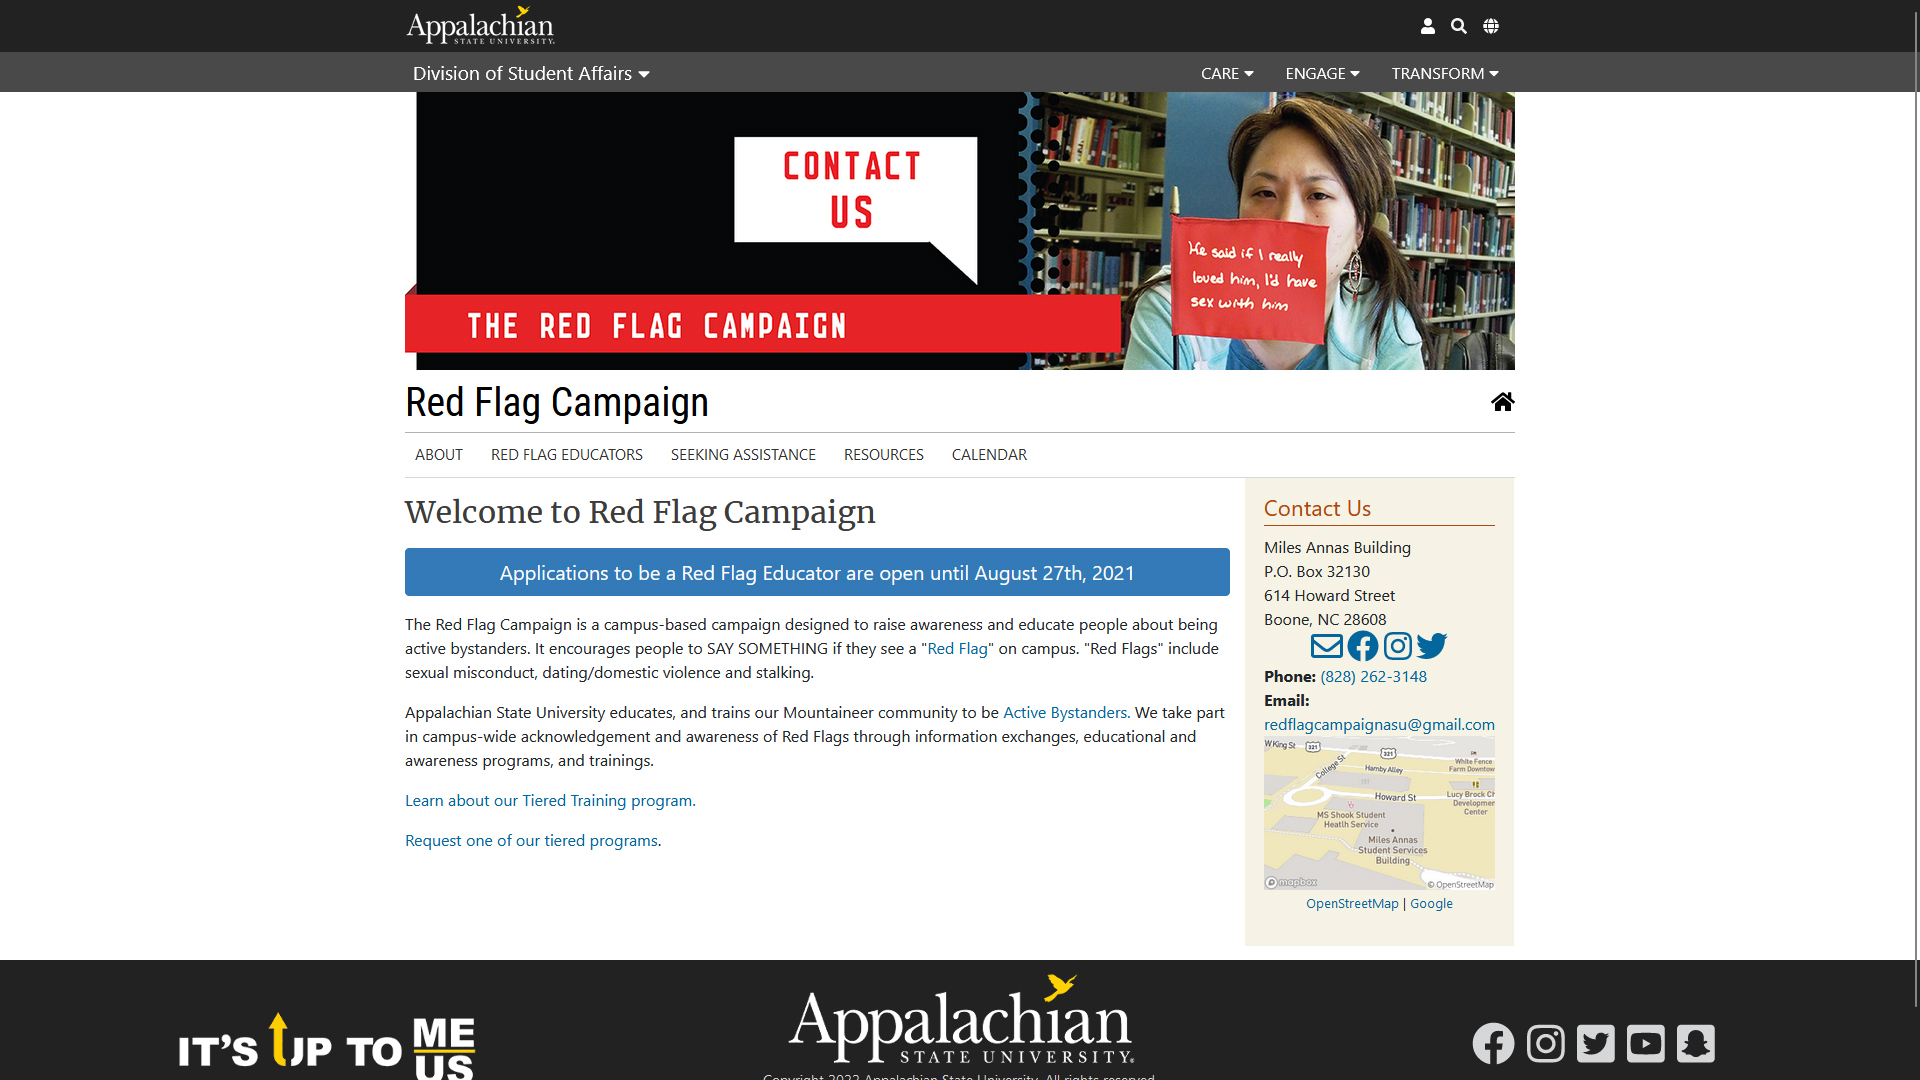 Appalachian
STATE UNIVERSITY.
Division of Student Affairs
CARE
ENGAGE
TRANSFORM
CONTACT
US
He said if I really
loved him, I'd have
sex with him
THE RED FLAG CAMPAIGN
Red Flag Campaign
ABOUT
RED FLAG EDUCATORS
SEEKING ASSISTANCE
RESOURCES
CALENDAR
Welcome to Red Flag Campaign
Applications to be a Red Flag Educator are open until August 27th, 2021
The Red Flag Campaign is a campus-based campaign designed to raise awareness and educate people about being
active bystanders. It encourages people to SAY SOMETHING if they see a "Red Flag" on campus. "Red Flags" include
sexual misconduct, dating/domestic violence and stalking.
Appalachian State University educates, and trains our Mountaineer community to be Active Bystanders. We take part
in campus-wide acknowledgement and awareness of Red Flags through information exchanges, educational and
awareness programs, and trainings.
Learn about our Tiered Training program.
Request one of our tiered programs.
Contact Us
Miles Annas Building
P.O. Box 32130
614 Howard Street
Boone, NC 28608
Phone: (828) 262-3148
Email:
redflagcampaignasu@gmail.com
W King St
321
321
College St
Hamby Alley
White Fence
Farm Downtow
Howard St
Lucy Brock Ch
Developmer
Center
MS Shook Student
Heatlh Service
Miles Annas
Student Services
Building
mapbox
© OpenStreetMap
OpenStreetMap | Google
IT'S UP TO ME
US
Appalachian
STATE UNIVERSITY.
Copyright 2022 Appalachian State University. All rights reserved.